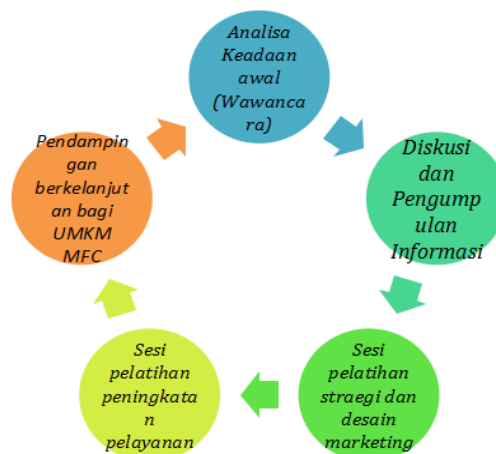 Analisa
Keadaan
awal
(Wawanca
ra)
Diskusi
dan
Pengump
ulan
Informasi
Sesi
pelatihan
straegi dan
desain
marketing
Sesi
pelatihan
peningkata
n
pelayanan
Pendampin
gan
berkelanjut
an bagi
UMKM
MFC